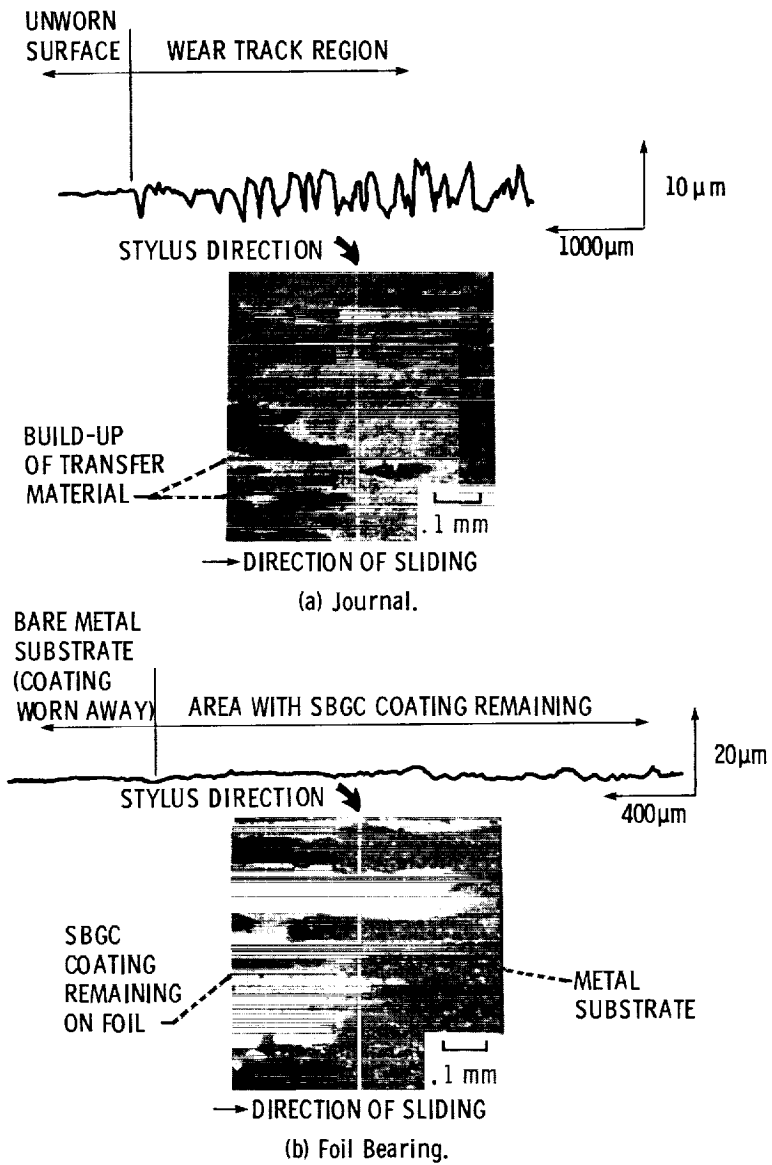 UNWORN
SURFACE
WEAR TRACK REGION
10 μm
1000μm
STYLUS DIRECTION
BUILD-UP
OF TRANSFER
MATERIAL
.1 mm
DIRECTION OF SLIDING
(a) Journal.
BARE METAL
SUBSTRATE
(COATING
WORN AWAY)
AREA WITH SBGC COATING REMAINING
20μm
400μm
STYLUS DIRECTION
SBGC
COATING
REMAINING
ON FOIL
METAL
SUBSTRATE
.1 mm
DIRECTION OF SLIDING
(b) Foil Bearing.